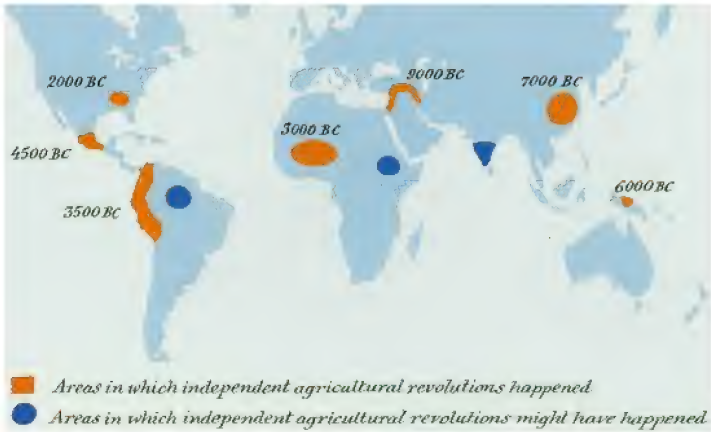 2000 BC
9000 BC
7000 BC
4500 BC
3000 BC
3500 BC
6000 BC
Areas in which independent agricultural revolutions happened
Areas in which independent agricultural revolutions might have happened